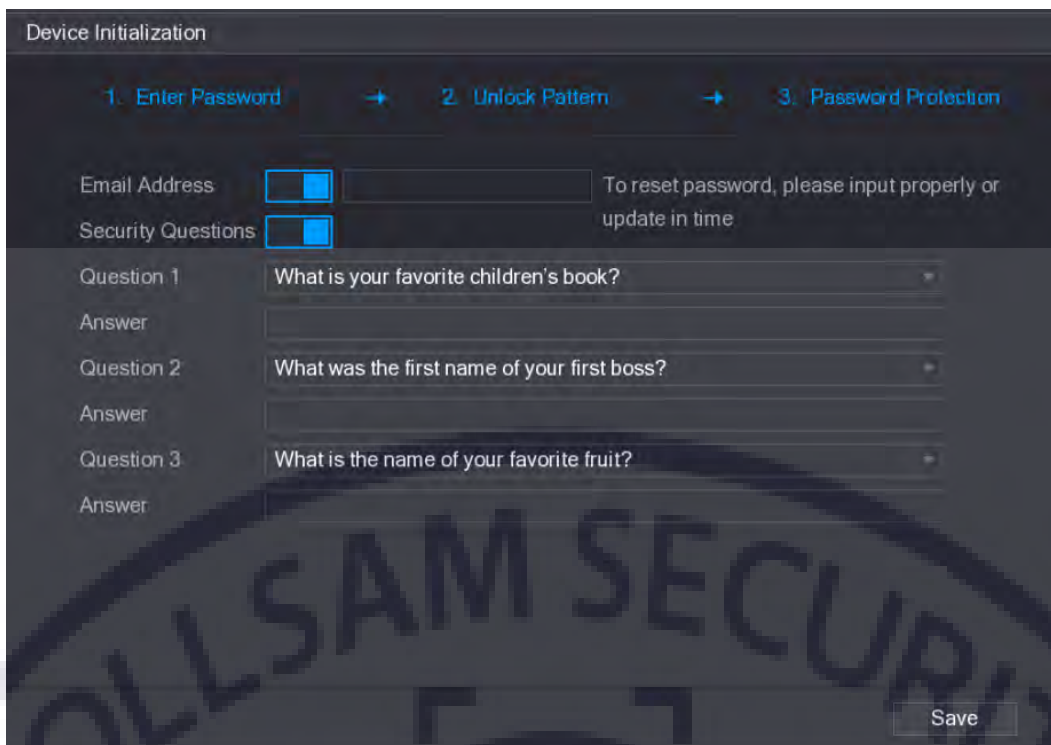 Device Initialization
1. Enter Password → 2. Unlock Pattern → 3. Password Protection
Email Address
To reset password, please input properly or
update in time
Security Questions
Question 1 What is your favorite children's book?
Answer
Question 2 What was the first name of your first boss?
Answer
Question 3 What is the name of your favorite fruit?
Answer
OLLSAM SECURI
Save